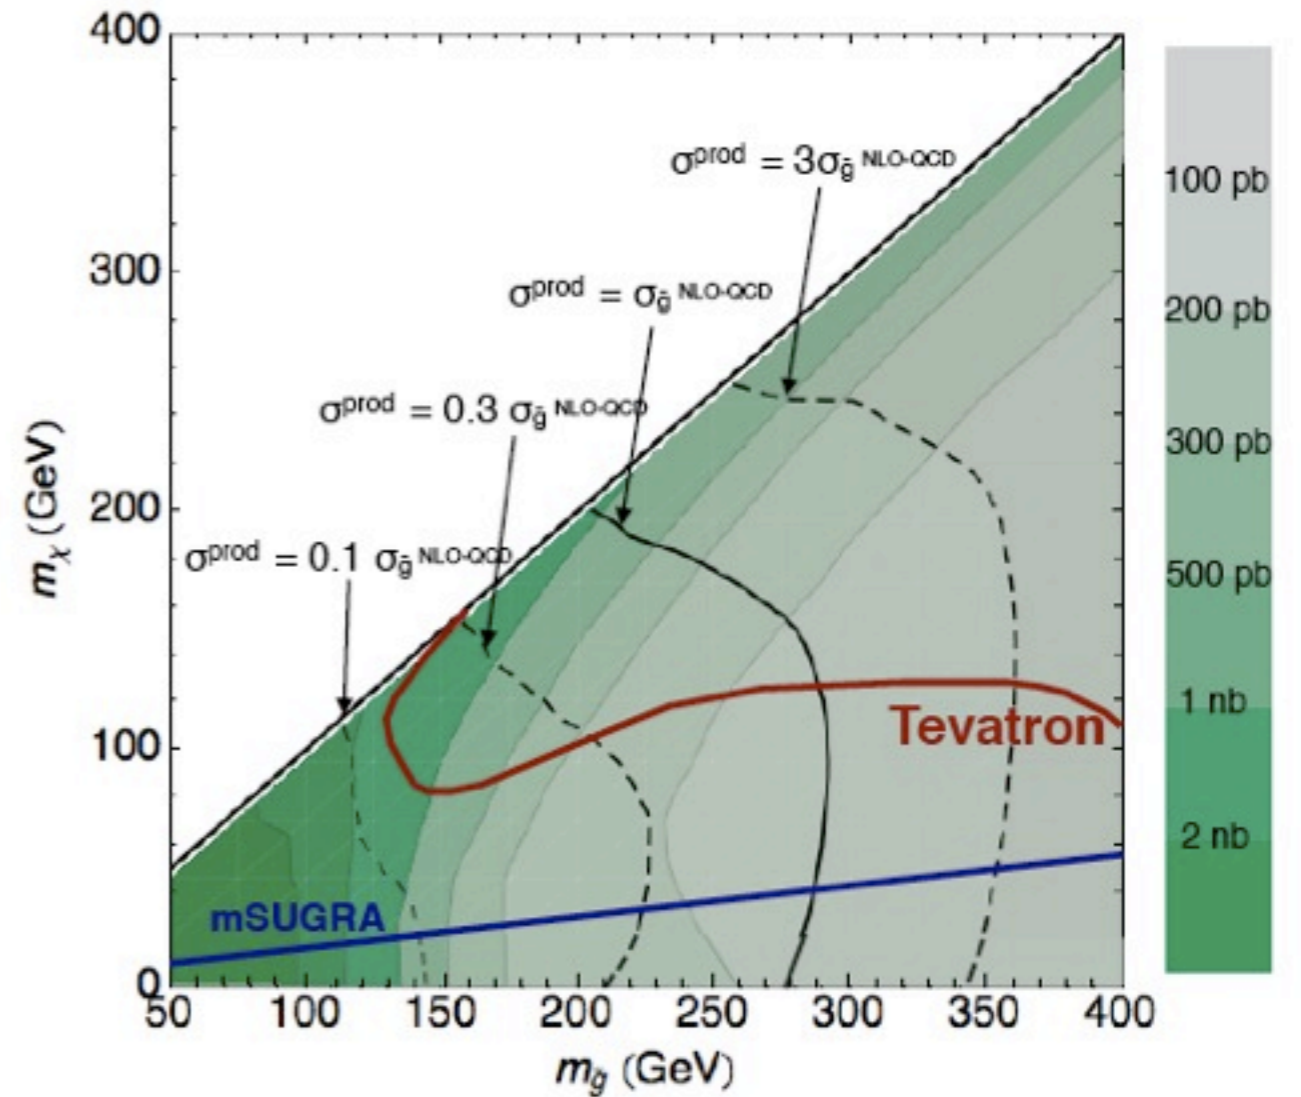 400
300
200
100
0
50 100 150 200 250 300 350 400
mχ (GeV)
mg̃ (GeV)
σprod = 3σg̃ NLO-QCD
σprod = σg̃ NLO-QCD
σprod = 0.3 σg̃ NLO-QCD
σprod = 0.1 σg̃ NLO-QCD
Tevatron
mSUGRA
100 pb
200 pb
300 pb
500 pb
1 nb
2 nb